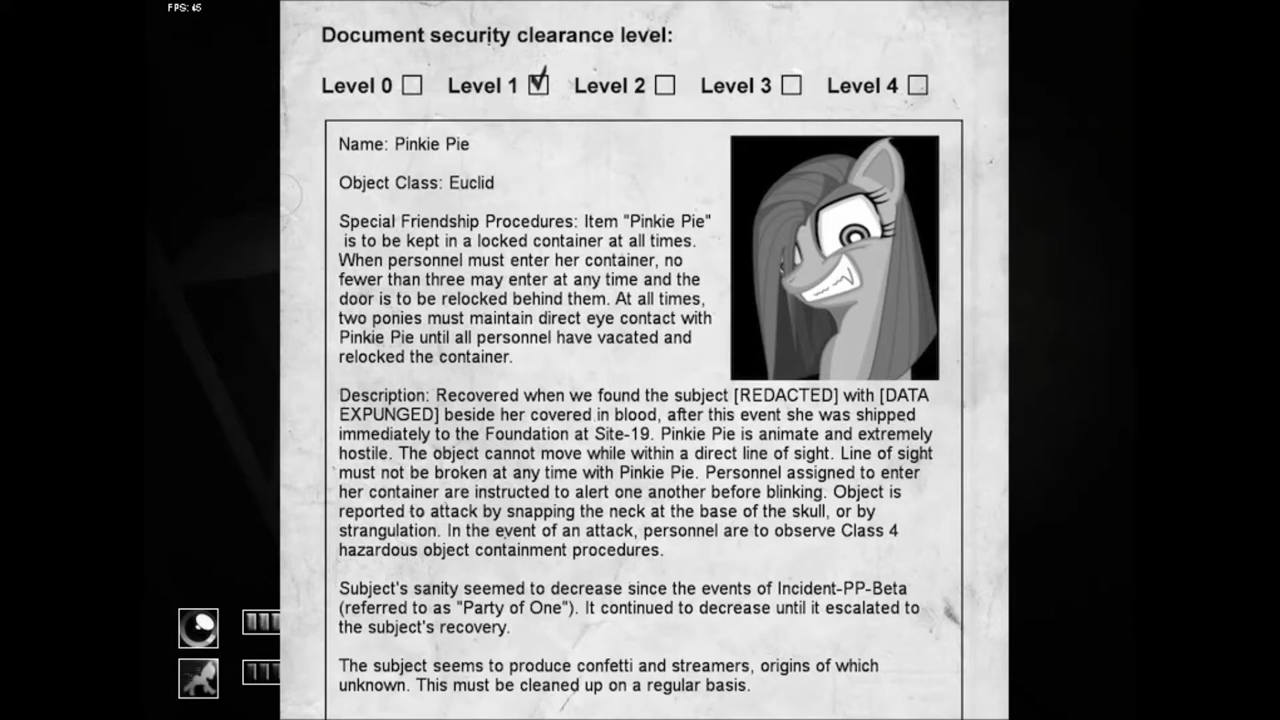 FPS: 65
Document security clearance level:
Level 0 Level 1 Level 2 Level 3 Level 4
Name: Pinkie Pie
Object Class: Euclid
Special Friendship Procedures: Item "Pinkie Pie"
is to be kept in a locked container at all times.
When personnel must enter her container, no
fewer than three may enter at any time and the
door is to be relocked behind them. At all times,
two ponies must maintain direct eye contact with
Pinkie Pie until all personnel have vacated and
relocked the container.
Description: Recovered when we found the subject [REDACTED] with [DATA
EXPUNGED] beside her covered in blood, after this event she was shipped
immediately to the Foundation at Site-19. Pinkie Pie is animate and extremely
hostile. The object cannot move while within a direct line of sight. Line of sight
must not be broken at any time with Pinkie Pie. Personnel assigned to enter
her container are instructed to alert one another before blinking. Object is
reported to attack by snapping the neck at the base of the skull, or by
strangulation. In the event of an attack, personnel are to observe Class 4
hazardous object containment procedures.
Subject's sanity seemed to decrease since the events of Incident-PP-Beta
(referred to as "Party of One"). It continued to decrease until it escalated to
the subject's recovery.
The subject seems to produce confetti and streamers, origins of which
unknown. This must be cleaned up on a regular basis.